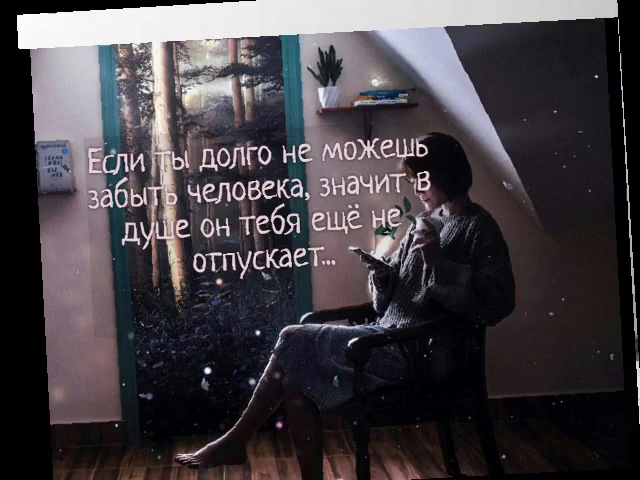 Если ты долго не можешь
забыть человека, значит в
душе он тебя ещё не
отпускает...